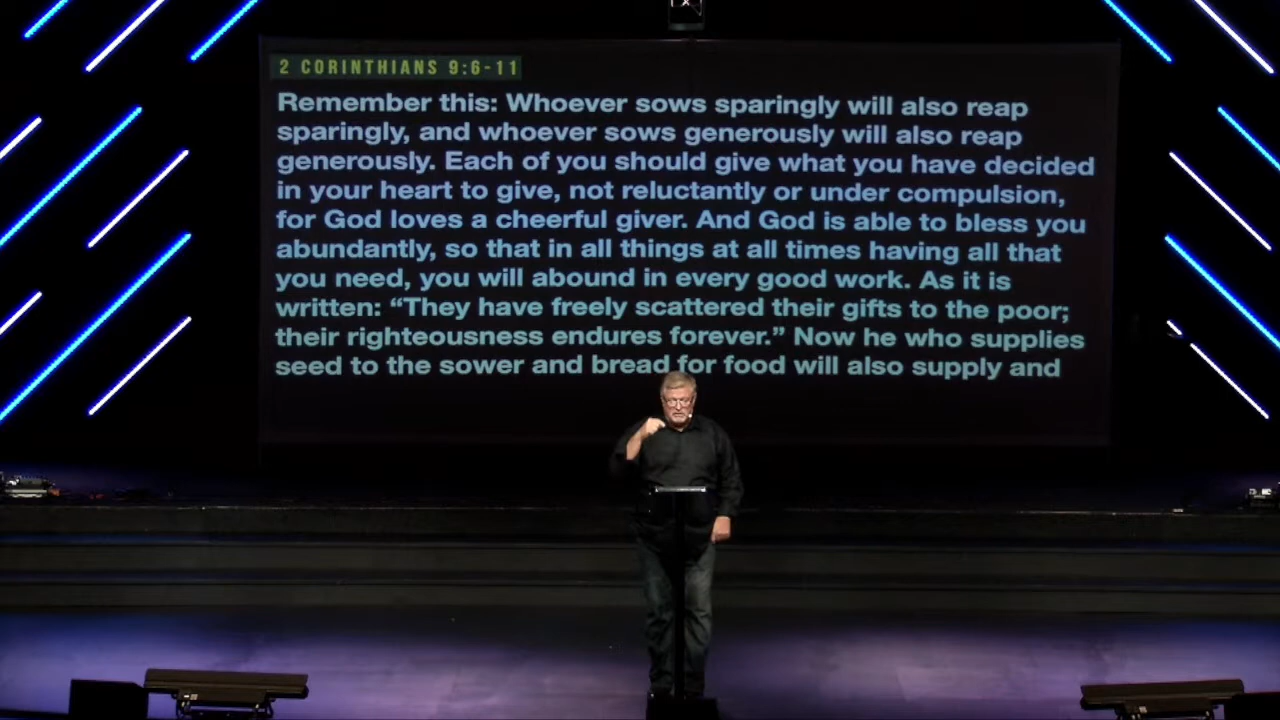 2 CORINTHIANS 9:6-11
Remember this: Whoever sows sparingly will also reap
sparingly, and whoever sows generously will also reap
generously. Each of you should give what you have decided
in your heart to give, not reluctantly or under compulsion,
for God loves a cheerful giver. And God is able to bless you
abundantly, so that in all things at all times having all that
you need, you will abound in every good work. As it is
written: “They have freely scattered their gifts to the poor;
their righteousness endures forever.” Now he who supplies
seed to the sower and bread for food will also supply and